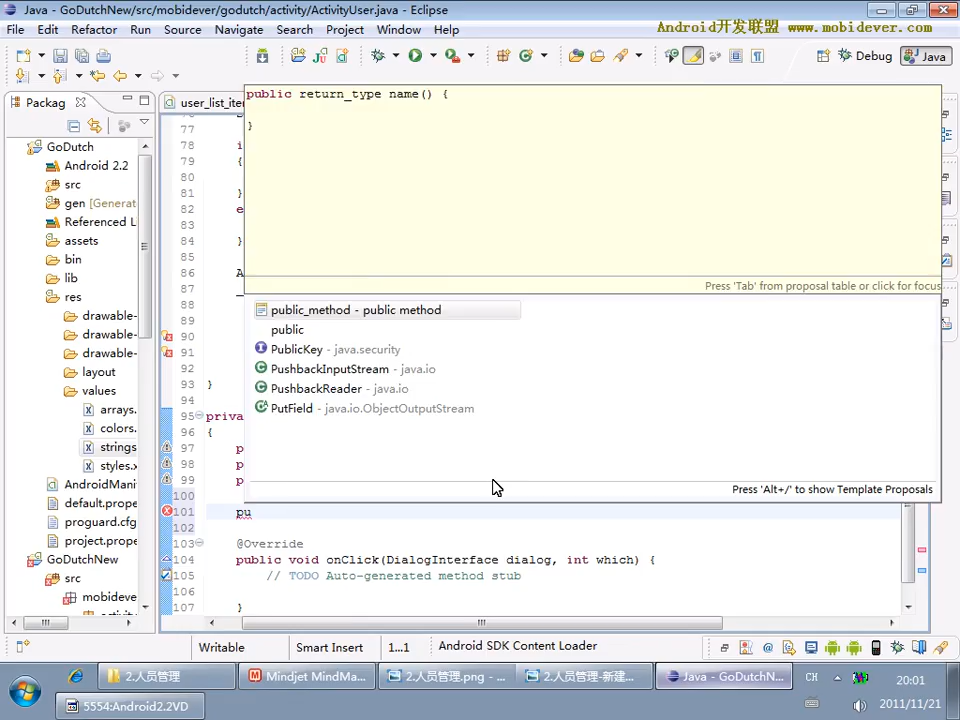 Java - GoDutchNew/src/mobidever/godutch/activity/ActivityUser.java - Eclipse
File Edit Refactor Run Source Navigate Search Project Window Help
Android开发联盟 www.mobidever.com
Debug Java
Packag
user_list_ite
GoDutch
Android 2.2
src
gen [Generat
Referenced L
assets
bin
lib
res
drawable-
drawable-
drawable-
layout
values
arrays.
colors.
strings
styles.x
AndroidMani
default.prope
proguard.cfg
project.prope
GoDutchNew
src
mobidever
77
78 i
79 {
80
81 }
82 e
83
84 }
85
86 A
87
88
89
90
91
92
93 }
94
95 priva
96 {
97 p
98 p
99 p
100
101 pu
102
103 @Override
104 public void onClick(DialogInterface dialog, int which) {
105 // TODO Auto-generated method stub
106
107 }
public return_type name() {
}
Press 'Tab' from proposal table or click for focus
public_method - public method
public
PublicKey - java.security
PushbackInputStream - java.io
PushbackReader - java.io
PutField - java.io.ObjectOutputStream
Press 'Alt+/' to show Template Proposals
Writable Smart Insert 1...1 Android SDK Content Loader
2.人员管理 Mindjet MindMa... 2.人员管理.png - ... 2.人员管理-新建... Java - GoDutchN... CH 20:01
5554:Android2.2VD 2011/11/21